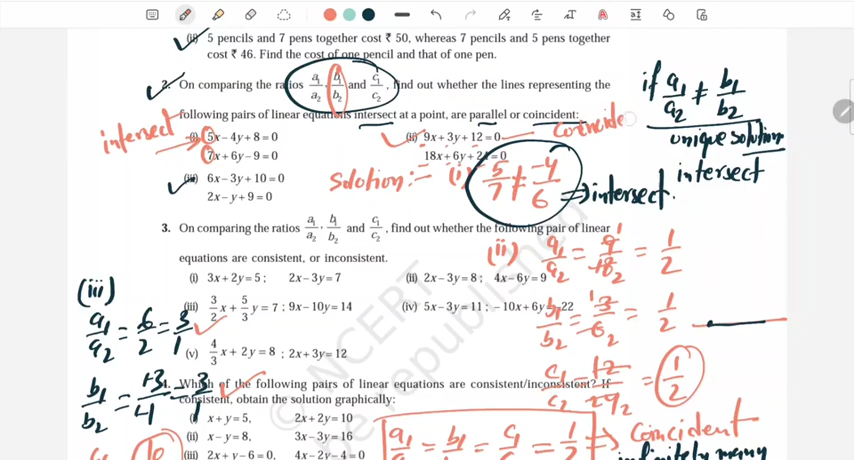 (ii) 5 pencils and 7 pens together cost ₹ 50, whereas 7 pencils and 5 pens together
cost ₹ 46. Find the cost of one pencil and that of one pen.
2. On comparing the ratios a1/a2, b1/b2 and c1/c2, find out whether the lines representing the
following pairs of linear equations intersect at a point, are parallel or coincident:
intersect
(i) 5x – 4y + 8 = 0
7x + 6y – 9 = 0
(ii) 9x + 3y + 12 = 0
18x + 6y + 24 = 0
coincide
(iii) 6x – 3y + 10 = 0
2x – y + 9 = 0
if a1/a2 ≠ b1/b2
unique solution
intersect
Solution:- (i) 5/7 ≠ -4/6 ⇒ intersect.
3. On comparing the ratios a1/a2, b1/b2 and c1/c2, find out whether the following pair of linear
equations are consistent, or inconsistent.
(i) 3x + 2y = 5 ; 2x – 3y = 7
(ii) 2x – 3y = 8 ; 4x – 6y = 9
(iii) 3/2 x + 5/3 y = 7 ; 9x – 10y = 14
(iv) 5x – 3y = 11 ; – 10x + 6y = –22
(v) 4/3 x + 2y = 8 ; 2x + 3y = 12
(ii) a1/a2 = 9/18 = 1/2
b1/b2 = 3/6 = 1/2
c1/c2 = 12/24 = 1/2
(iii)
a1/a2 = 6/2 = 3/1
b1/b2 =
4. Which of the following pairs of linear equations are consistent/inconsistent? If
consistent, obtain the solution graphically:
(i) x + y = 5, 2x + 2y = 10
(ii) x – y = 8, 3x – 3y = 16
(iii) 2x + y – 6 = 0, 4x – 2y – 4 = 0
a1/a2 = b1/b2 = c1/c2 = 1/2 ⇒ Coincident
infinitely many
© NCERT
be republished